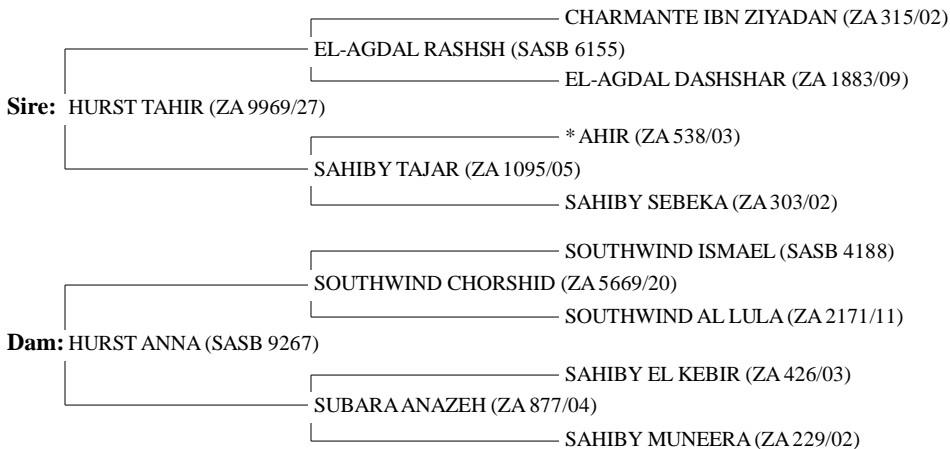 CHARMANTE IBN ZIYADAN (ZA 315/02)
EL-AGDAL RASHSH (SASB 6155)
EL-AGDAL DASHSHAR (ZA 1883/09)
Sire: HURST TAHIR (ZA 9969/27)
* AHIR (ZA 538/03)
SAHIBY TAJAR (ZA 1095/05)
SAHIBY SEBEKA (ZA 303/02)
SOUTHWIND ISMAEL (SASB 4188)
SOUTHWIND CHORSHID (ZA 5669/20)
SOUTHWIND AL LULA (ZA 2171/11)
Dam: HURST ANNA (SASB 9267)
SAHIBY EL KEBIR (ZA 426/03)
SUBARA ANAZEH (ZA 877/04)
SAHIBY MUNEERA (ZA 229/02)